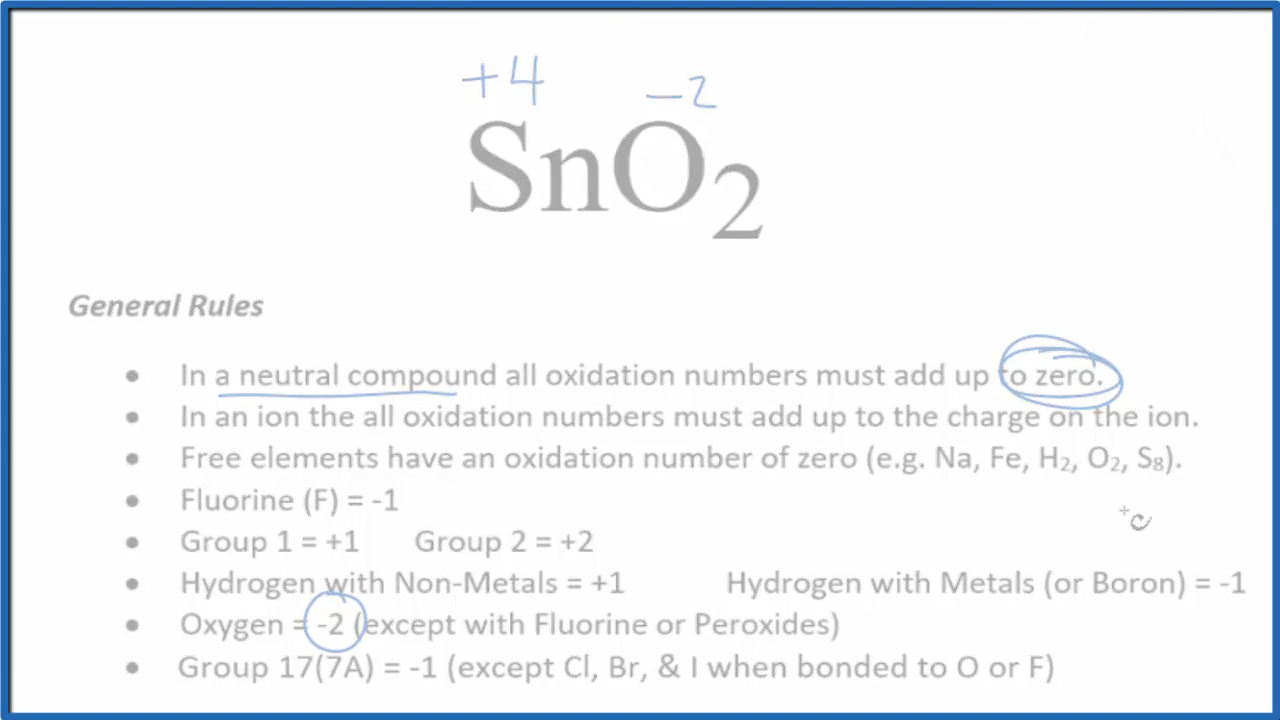 +4 -2
SnO₂
General Rules
• In a neutral compound all oxidation numbers must add up to zero.
• In an ion the all oxidation numbers must add up to the charge on the ion.
• Free elements have an oxidation number of zero (e.g. Na, Fe, H₂, O₂, S₈).
• Fluorine (F) = -1
• Group 1 = +1 Group 2 = +2
• Hydrogen with Non-Metals = +1 Hydrogen with Metals (or Boron) = -1
• Oxygen = -2 (except with Fluorine or Peroxides)
• Group 17(7A) = -1 (except Cl, Br, & I when bonded to O or F)